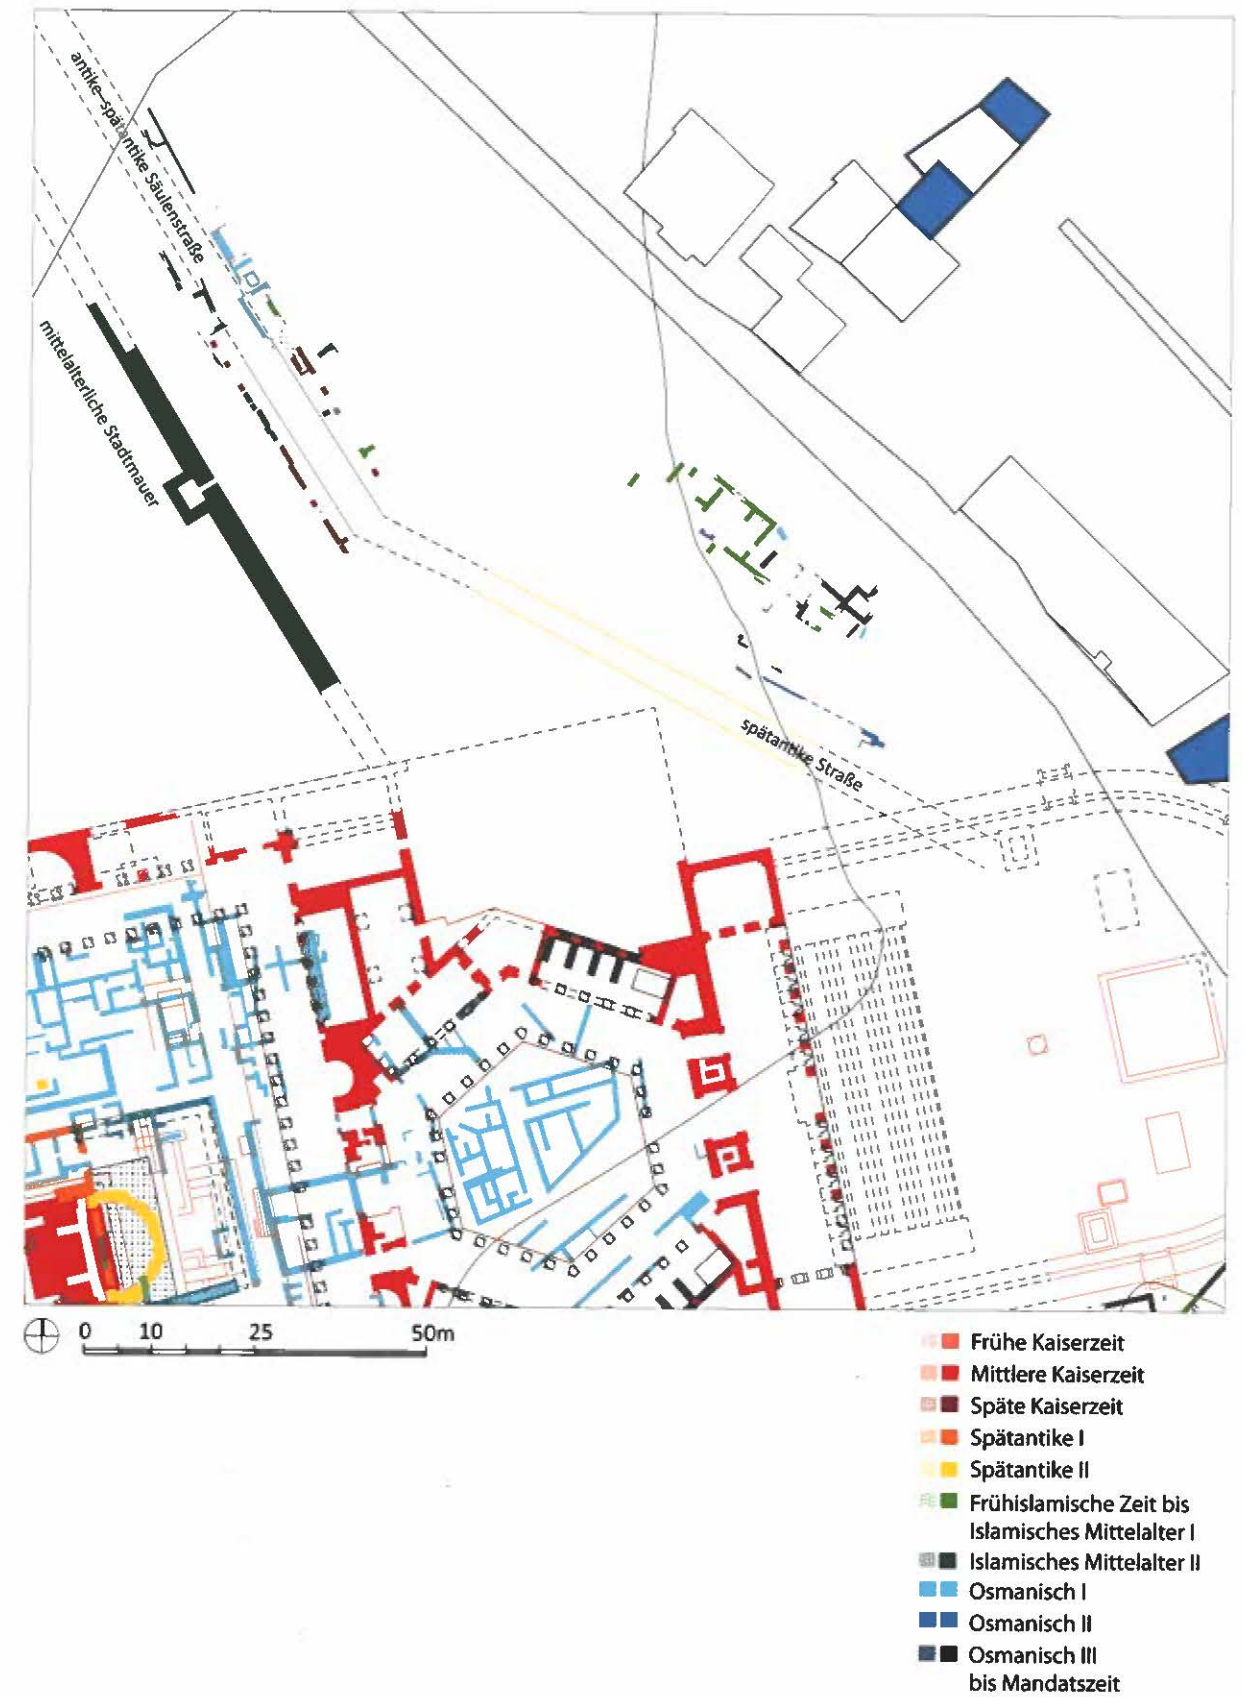 antike-spätantike Säulenstraße
mittelalterliche Stadtmauer
spätantike Straße
0 10 25 50m
Frühe Kaiserzeit
Mittlere Kaiserzeit
Späte Kaiserzeit
Spätantike I
Spätantike II
Frühislamische Zeit bis
Islamisches Mittelalter I
Islamisches Mittelalter II
Osmanisch I
Osmanisch II
Osmanisch III
bis Mandatszeit